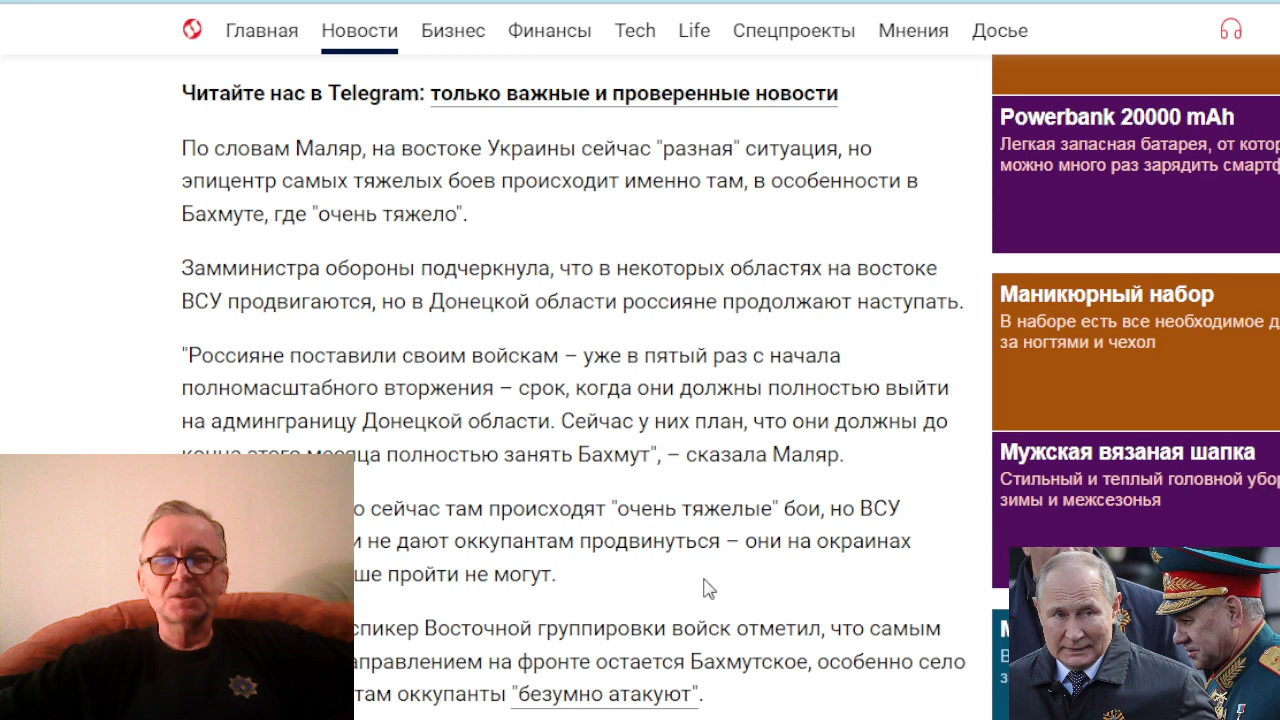 Главная Новости Бизнес Финансы Tech Life Спецпроекты Мнения Досье
Читайте нас в Telegram: только важные и проверенные новости
По словам Маляр, на востоке Украины сейчас "разная" ситуация, но
эпицентр самых тяжелых боев происходит именно там, в особенности в
Бахмуте, где "очень тяжело".
Замминистра обороны подчеркнула, что в некоторых областях на востоке
ВСУ продвигаются, но в Донецкой области россияне продолжают наступать.
"Россияне поставили своим войскам – уже в пятый раз с начала
полномасштабного вторжения – срок, когда они должны полностью выйти
на админграницу Донецкой области. Сейчас у них план, что они должны до
конца этого месяца полностью занять Бахмут", – сказала Маляр.
о сейчас там происходят "очень тяжелые" бои, но ВСУ
и не дают оккупантам продвинуться – они на окраинах
ше пройти не могут.
спикер Восточной группировки войск отметил, что самым
аправлением на фронте остается Бахмутское, особенно село
там оккупанты "безумно атакуют".
Powerbank 20000 mAh
Легкая запасная батарея, от котор
можно много раз зарядить смартф
Маникюрный набор
В наборе есть все необходимое д
за ногтями и чехол
Мужская вязаная шапка
Стильный и теплый головной убор
зимы и межсезонья